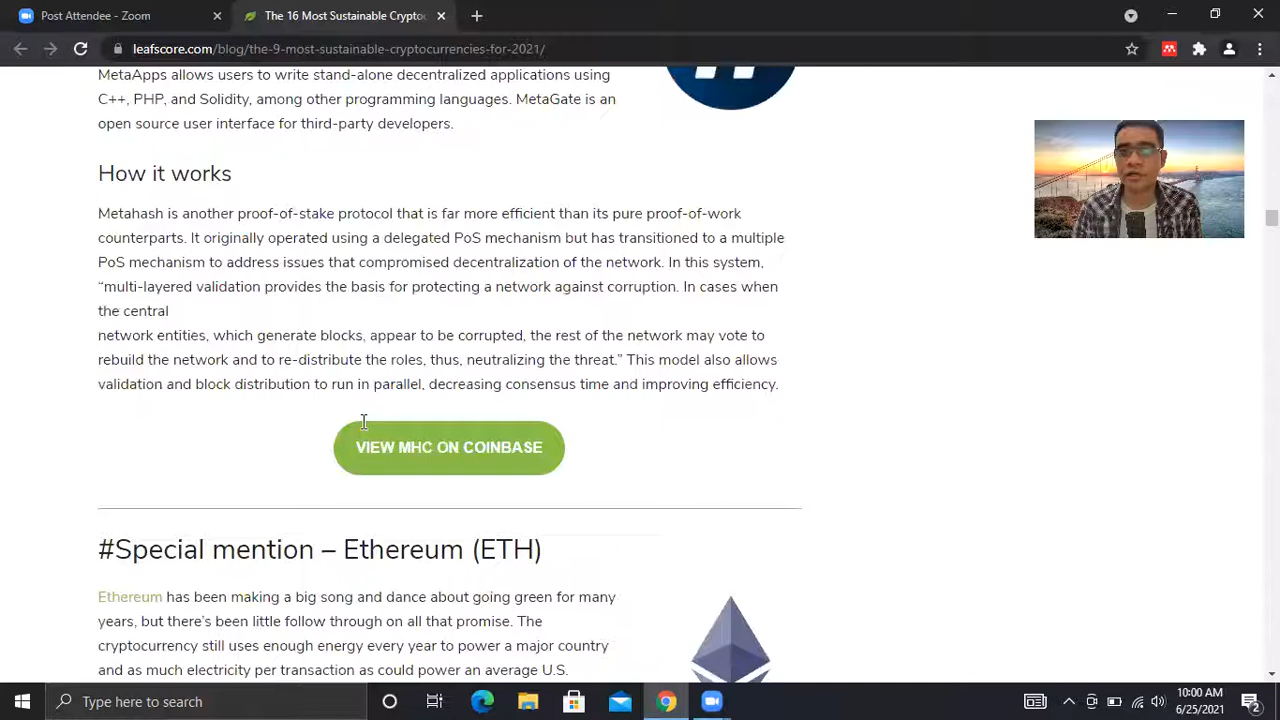 Post Attendee - Zoom
The 16 Most Sustainable Crypto
leafscore.com/blog/the-9-most-sustainable-cryptocurrencies-for-2021/
MetaApps allows users to write stand-alone decentralized applications using
C++, PHP, and Solidity, among other programming languages. MetaGate is an
open source user interface for third-party developers.
How it works
Metahash is another proof-of-stake protocol that is far more efficient than its pure proof-of-work
counterparts. It originally operated using a delegated PoS mechanism but has transitioned to a multiple
PoS mechanism to address issues that compromised decentralization of the network. In this system,
“multi-layered validation provides the basis for protecting a network against corruption. In cases when
the central
network entities, which generate blocks, appear to be corrupted, the rest of the network may vote to
rebuild the network and to re-distribute the roles, thus, neutralizing the threat.” This model also allows
validation and block distribution to run in parallel, decreasing consensus time and improving efficiency.
VIEW MHC ON COINBASE
#Special mention – Ethereum (ETH)
Ethereum has been making a big song and dance about going green for many
years, but there’s been little follow through on all that promise. The
cryptocurrency still uses enough energy every year to power a major country
and as much electricity per transaction as could power an average U.S.
Type here to search
10:00 AM
6/25/2021
2